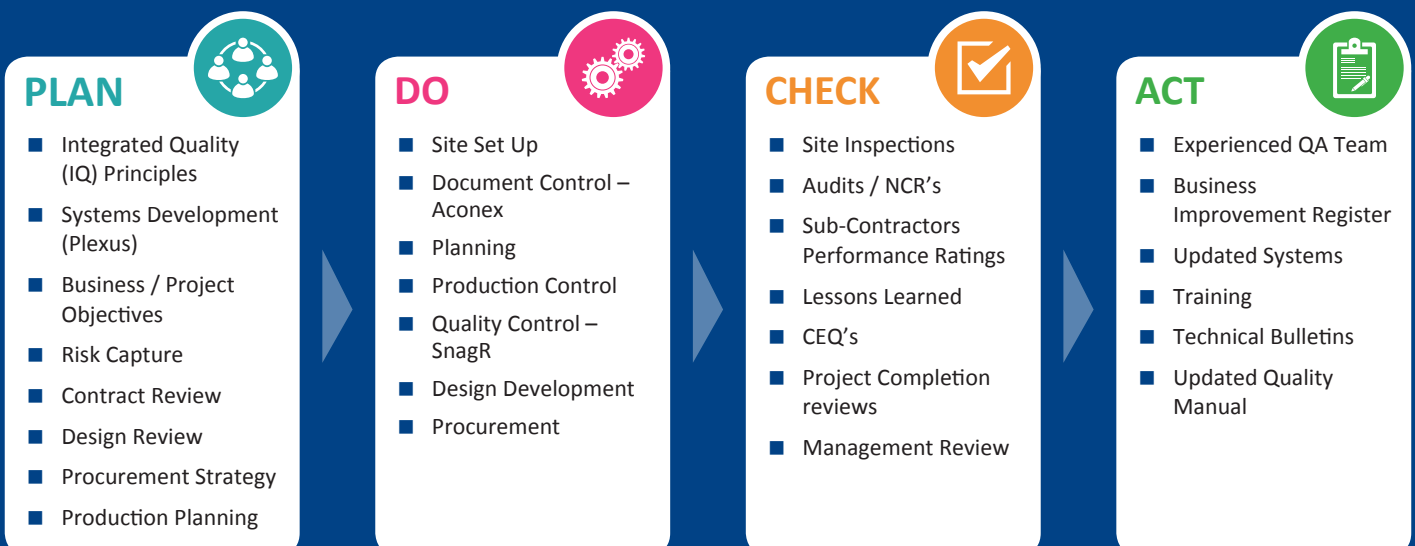 PLAN
Integrated Quality
(IQ) Principles
Systems Development
(Plexus)
Business / Project
Objectives
Risk Capture
Contract Review
Design Review
Procurement Strategy
Production Planning
DO
Site Set Up
Document Control –
Aconex
Planning
Production Control
Quality Control –
SnagR
Design Development
Procurement
CHECK
Site Inspections
Audits / NCR's
Sub-Contractors
Performance Ratings
Lessons Learned
CEQ's
Project Completion
reviews
Management Review
ACT
Experienced QA Team
Business
Improvement Register
Updated Systems
Training
Technical Bulletins
Updated Quality
Manual